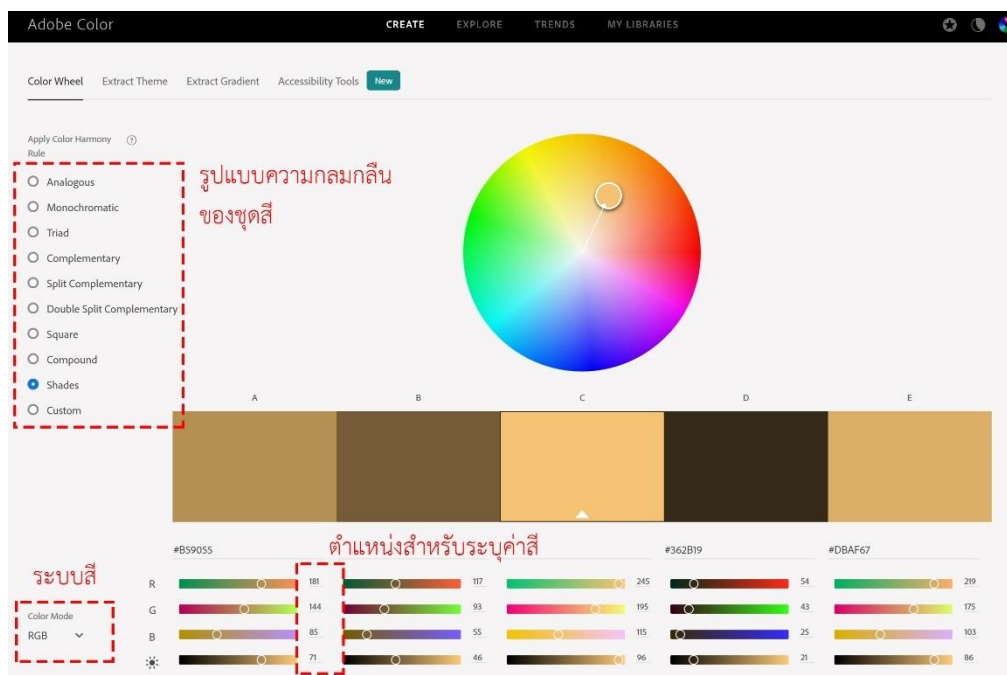 Adobe Color CREATE EXPLORE TRENDS MY LIBRARIES
Color Wheel Extract Theme Extract Gradient Accessibility Tools New
Apply Color Harmony ?
Rule
Analogous
Monochromatic
Triad
Complementary
Split Complementary
Double Split Complementary
Square
Compound
Shades
Custom
รูปแบบความกลมกลืน
ของชุดสี
A B C D E
#B59055 #362B19 #DBAF67
ตำแหน่งสำหรับระบุค่าสี
ระบบสี
Color Mode
RGB
R 181 117 245 54 219
G 144 93 195 43 175
B 85 55 115 25 103
71 46 96 21 86